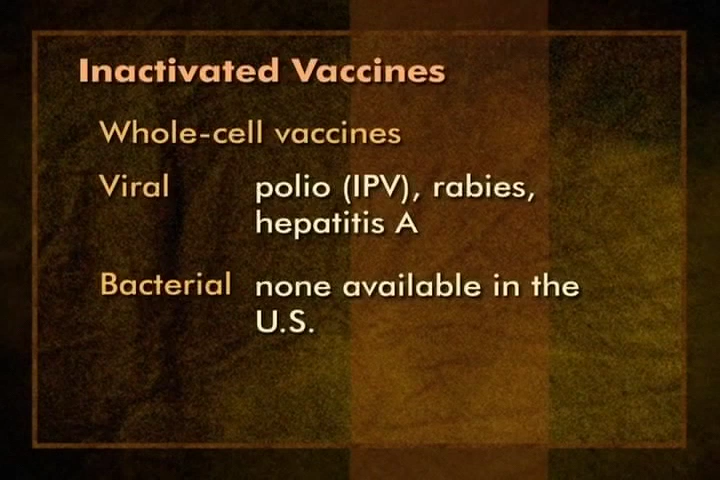 Inactivated Vaccines
Whole-cell vaccines
Viral polio (IPV), rabies,
hepatitis A
Bacterial none available in the
U.S.